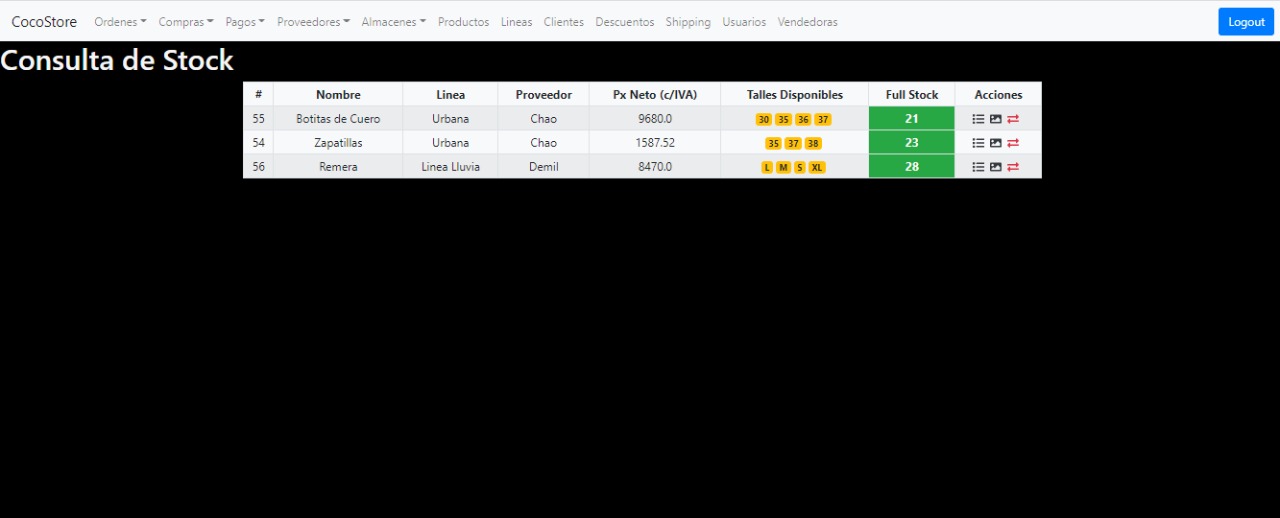 CocoStore Ordenes Compras Pagos Proveedores Almacenes Productos Lineas Clientes Descuentos Shipping Usuarios Vendedoras Logout
Consulta de Stock
# Nombre Linea Proveedor Px Neto (c/IVA) Talles Disponibles Full Stock Acciones
55 Botitas de Cuero Urbana Chao 9680.0 30 35 36 37 21
54 Zapatillas Urbana Chao 1587.52 35 37 38 23
56 Remera Linea Lluvia Demil 8470.0 L M S XL 28